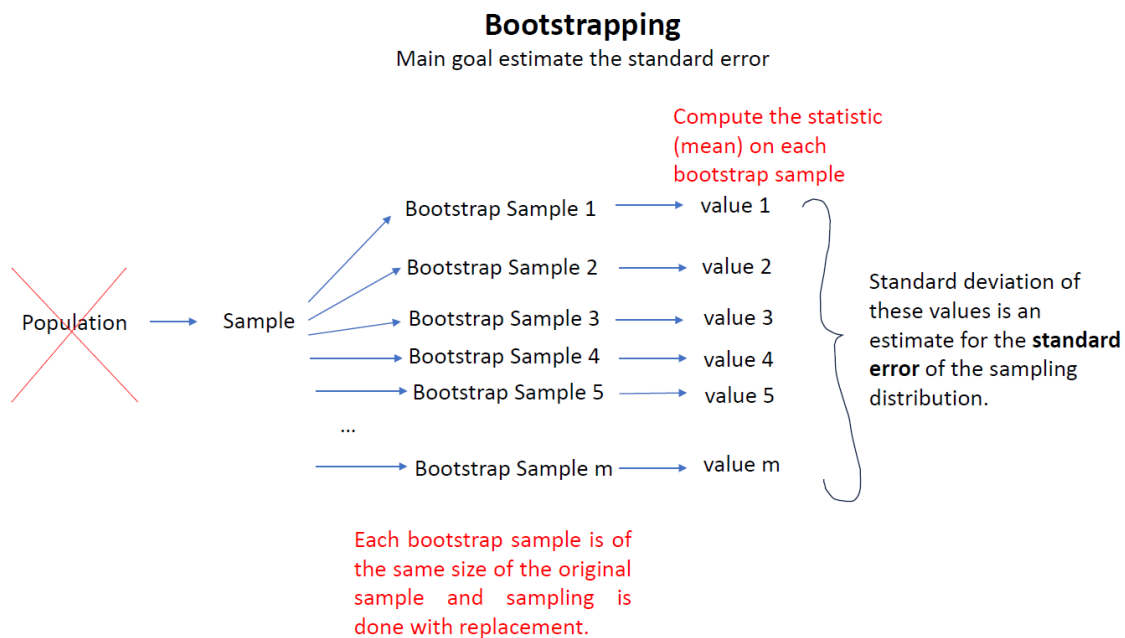 Bootstrapping
Main goal estimate the standard error
Compute the statistic
(mean) on each
bootstrap sample
Bootstrap Sample 1
value 1
Bootstrap Sample 2
value 2
Population
Sample
Bootstrap Sample 3
value 3
Bootstrap Sample 4
value 4
Bootstrap Sample 5
value 5
...
Bootstrap Sample m
value m
Standard deviation of
these values is an
estimate for the standard
error of the sampling
distribution.
Each bootstrap sample is of
the same size of the original
sample and sampling is
done with replacement.